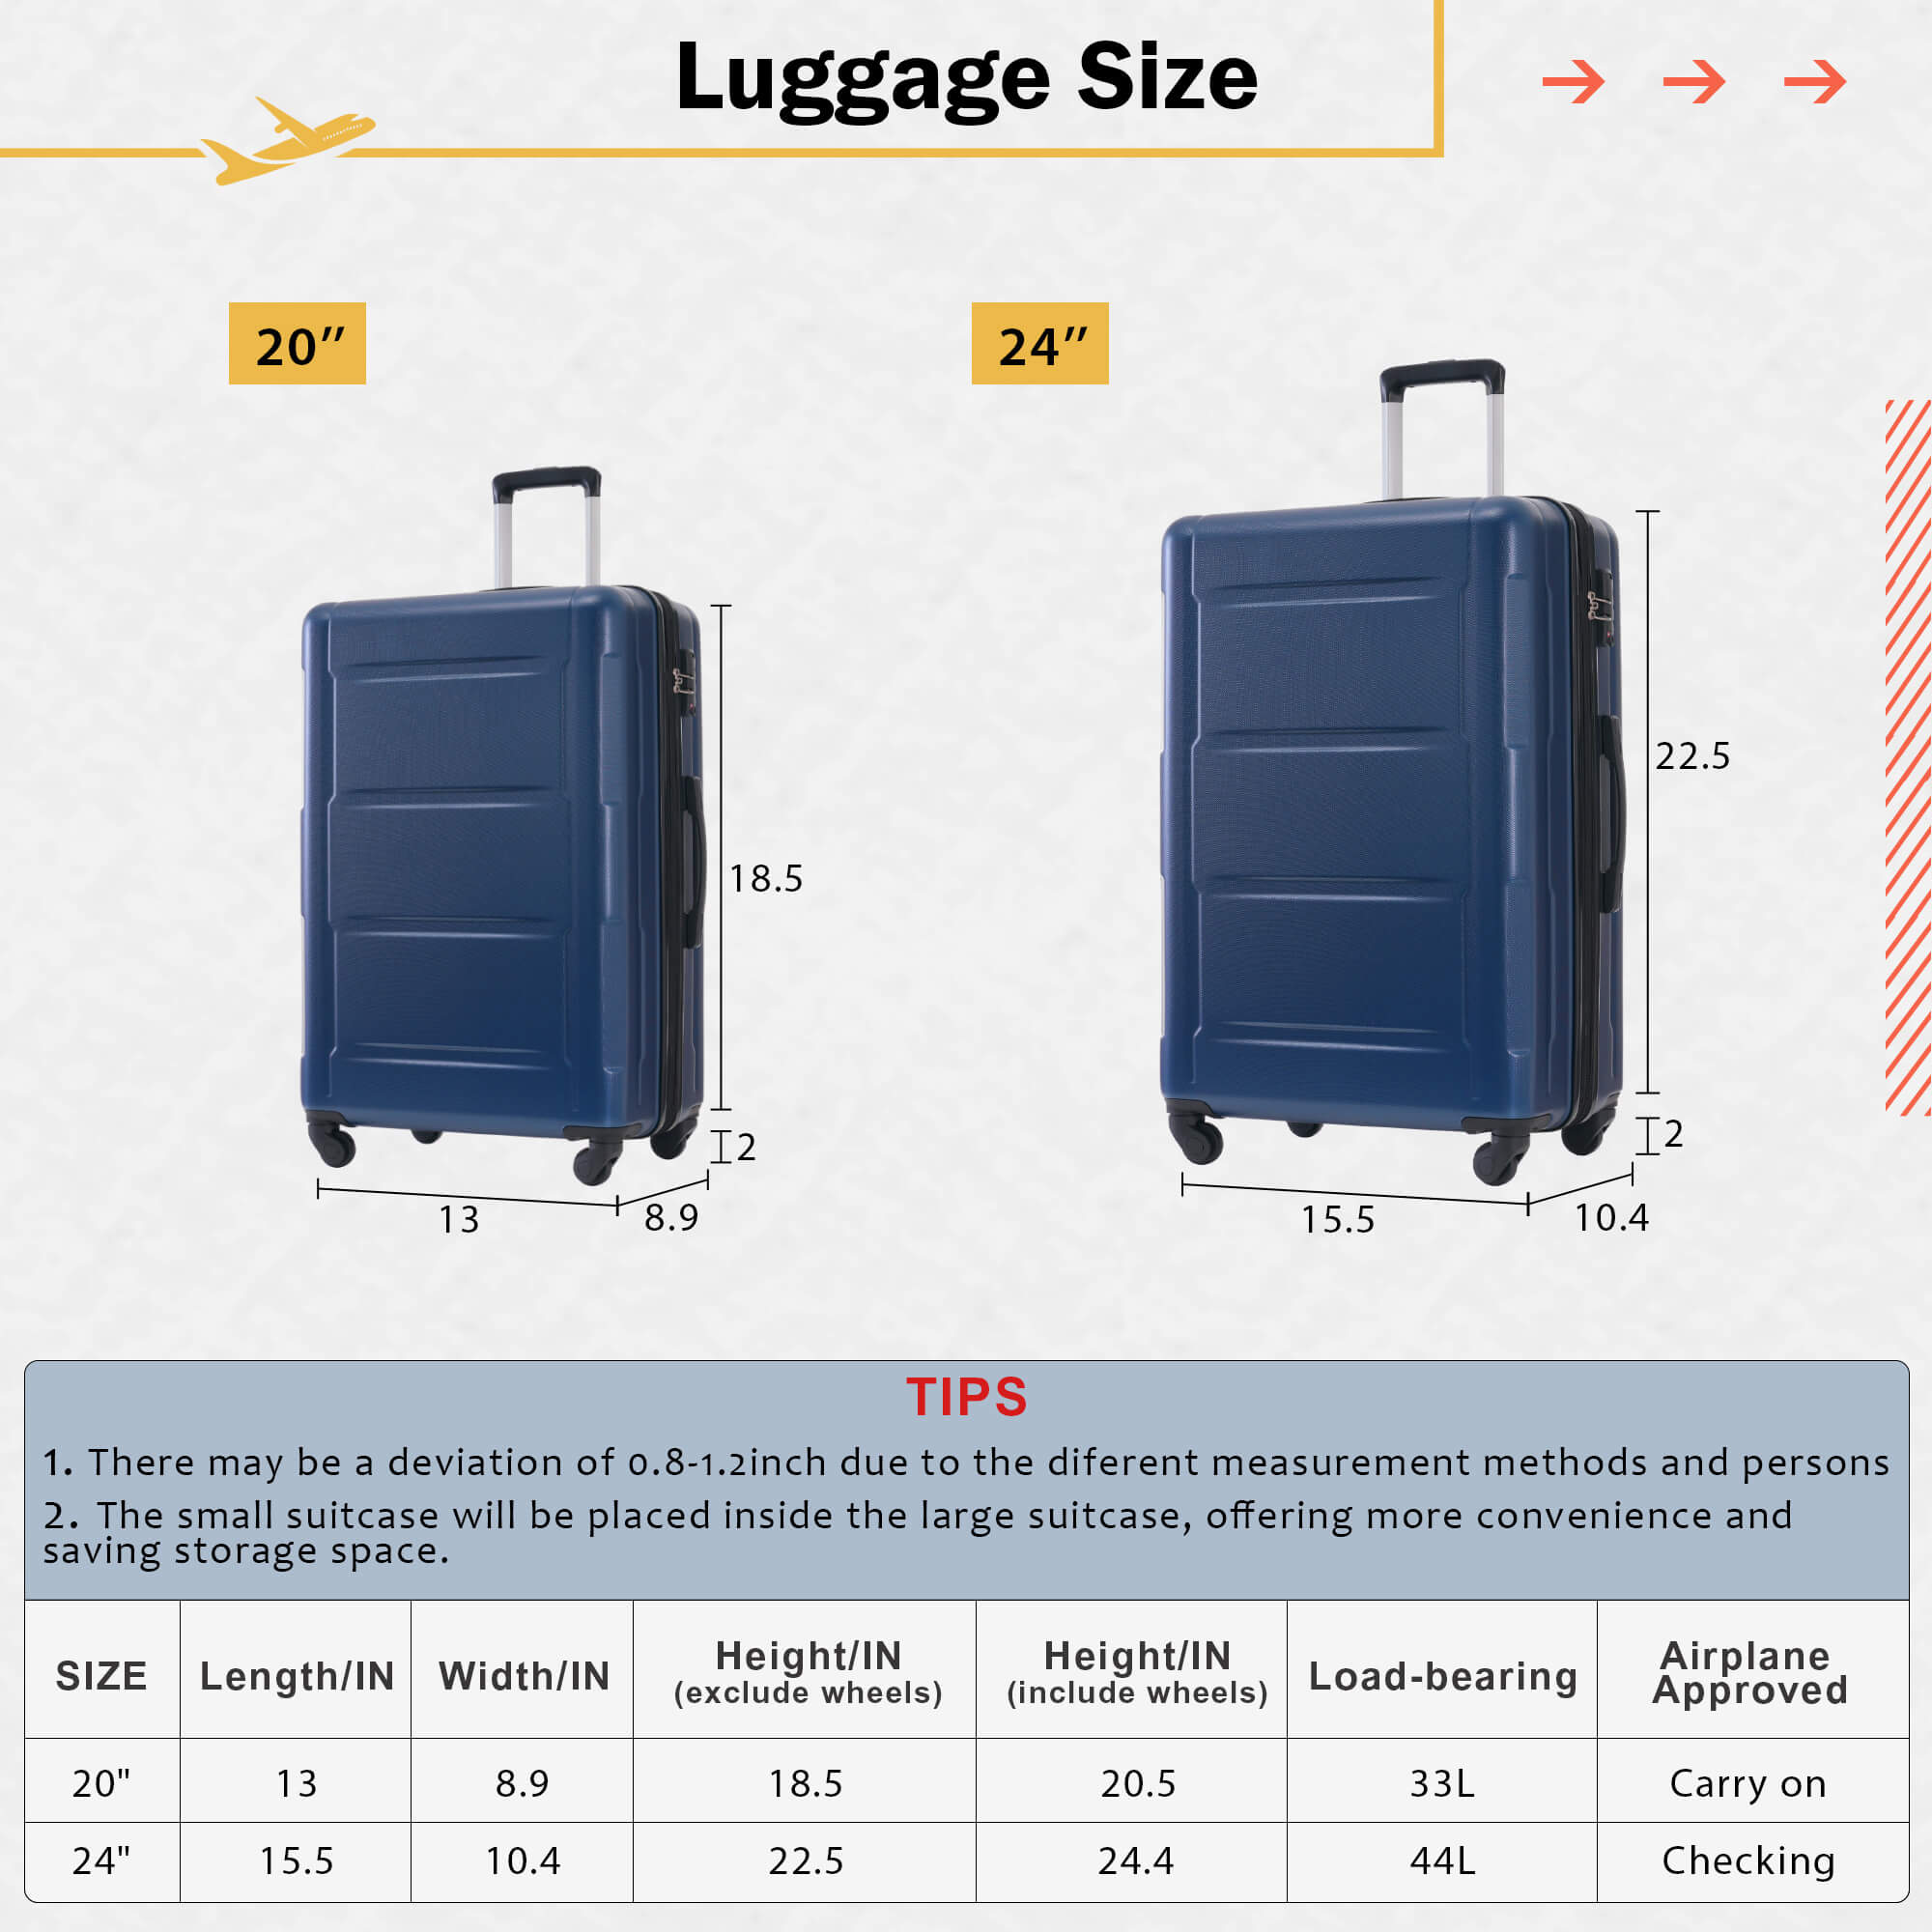 Luggage Size
20″
24″
18.5
2
13
8.9
22.5
2
15.5
10.4
TIPS
1. There may be a deviation of 0.8-1.2inch due to the diferent measurement methods and persons
2. The small suitcase will be placed inside the large suitcase, offering more convenience and
saving storage space.
SIZE Length/IN Width/IN Height/IN (exclude wheels) Height/IN (include wheels) Load-bearing Airplane Approved
20" 13 8.9 18.5 20.5 33L Carry on
24" 15.5 10.4 22.5 24.4 44L Checking